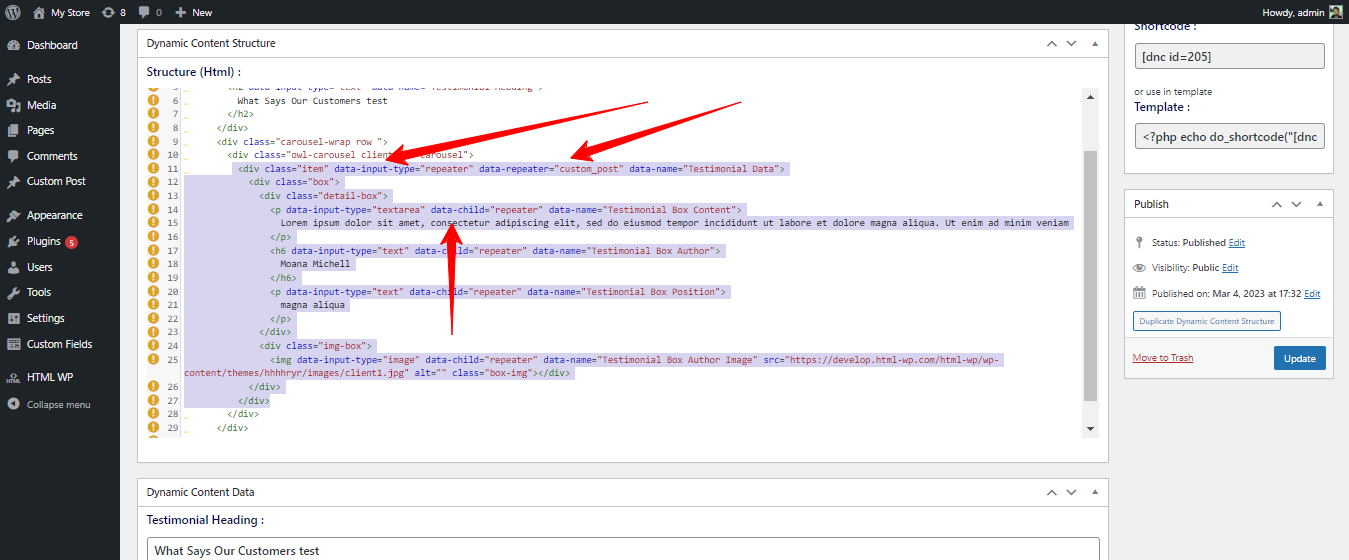 My Store
8
0
New
Howdy, admin
Dashboard
Posts
Media
Pages
Comments
Custom Post
Appearance
Plugins 5
Users
Tools
Settings
Custom Fields
HTML WP
Collapse menu
Dynamic Content Structure
Structure (Html) :
5 <h2 data-input-type="text" data-name="Testimonial Heading">
6 What Says Our Customers test
7 </h2>
8 </div>
9 <div class="carousel-wrap row ">
10 <div class="owl-carousel client carousel">
11 <div class="item" data-input-type="repeater" data-repeater="custom_post" data-name="Testimonial Data">
12 <div class="box">
13 <div class="detail-box">
14 <p data-input-type="textarea" data-child="repeater" data-name="Testimonial Box Content">
15 Lorem ipsum dolor sit amet, consectetur adipiscing elit, sed do eiusmod tempor incididunt ut labore et dolore magna aliqua. Ut enim ad minim veniam
16 </p>
17 <h6 data-input-type="text" data-child="repeater" data-name="Testimonial Box Author">
18 Moana Michell
19 </h6>
20 <p data-input-type="text" data-child="repeater" data-name="Testimonial Box Position">
21 magna aliqua
22 </p>
23 </div>
24 <div class="img-box">
25 <img data-input-type="image" data-child="repeater" data-name="Testimonial Box Author Image" src="https://develop.html-wp.com/html-wp/wp-
content/themes/hhhhryr/images/client1.jpg" alt="" class="box-img"></div>
26 </div>
27 </div>
28 </div>
29 </div>
Dynamic Content Data
Testimonial Heading :
What Says Our Customers test
Shortcode :
[dnc id=205]
or use in template
Template :
<?php echo do_shortcode("[dnc
Publish
Status: Published Edit
Visibility: Public Edit
Published on: Mar 4, 2023 at 17:32 Edit
Duplicate Dynamic Content Structure
Move to Trash
Update